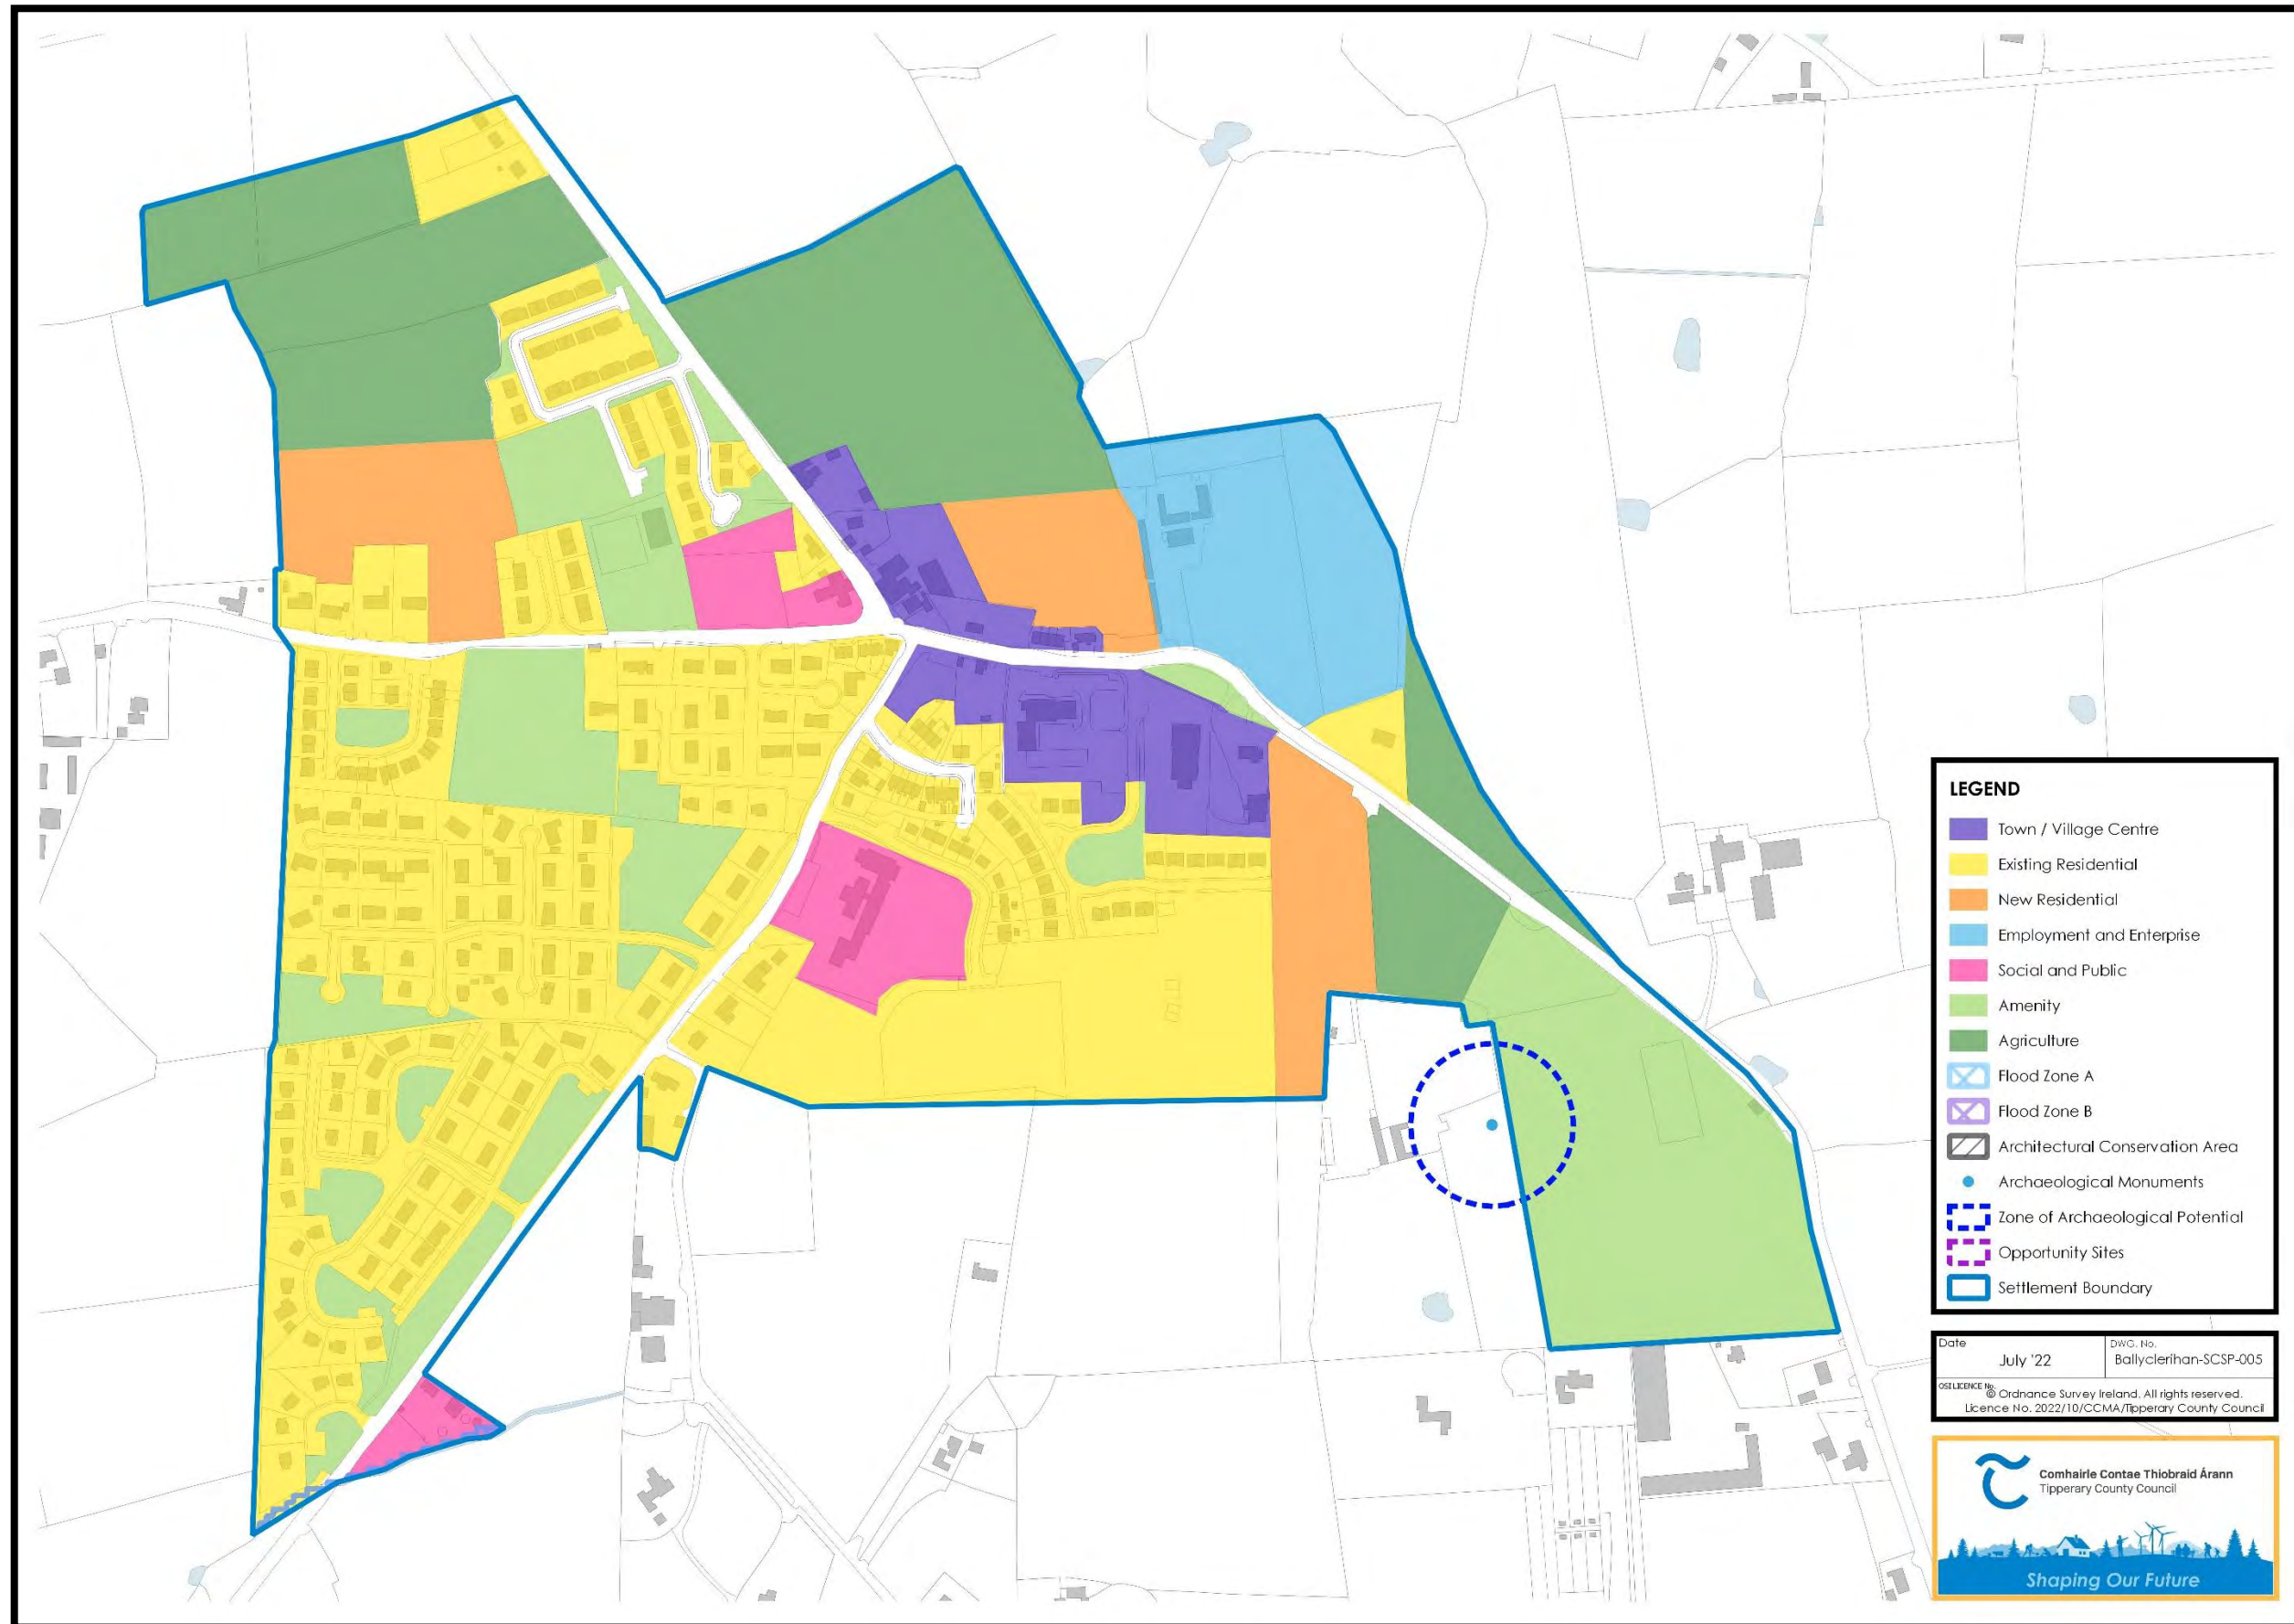 LEGEND
Town / Village Centre
Existing Residential
New Residential
Employment and Enterprise
Social and Public
Amenity
Agriculture
Flood Zone A
Flood Zone B
Architectural Conservation Area
Archaeological Monuments
Zone of Archaeological Potential
Opportunity Sites
Settlement Boundary
Date
July '22
DWG. No.
Ballyclerihan-SCSP-005
OSI LICENCE No.
© Ordnance Survey Ireland. All rights reserved.
Licence No. 2022/10/CCMA/Tipperary County Council
Comhairle Contae Thiobraid Árann
Tipperary County Council
Shaping Our Future